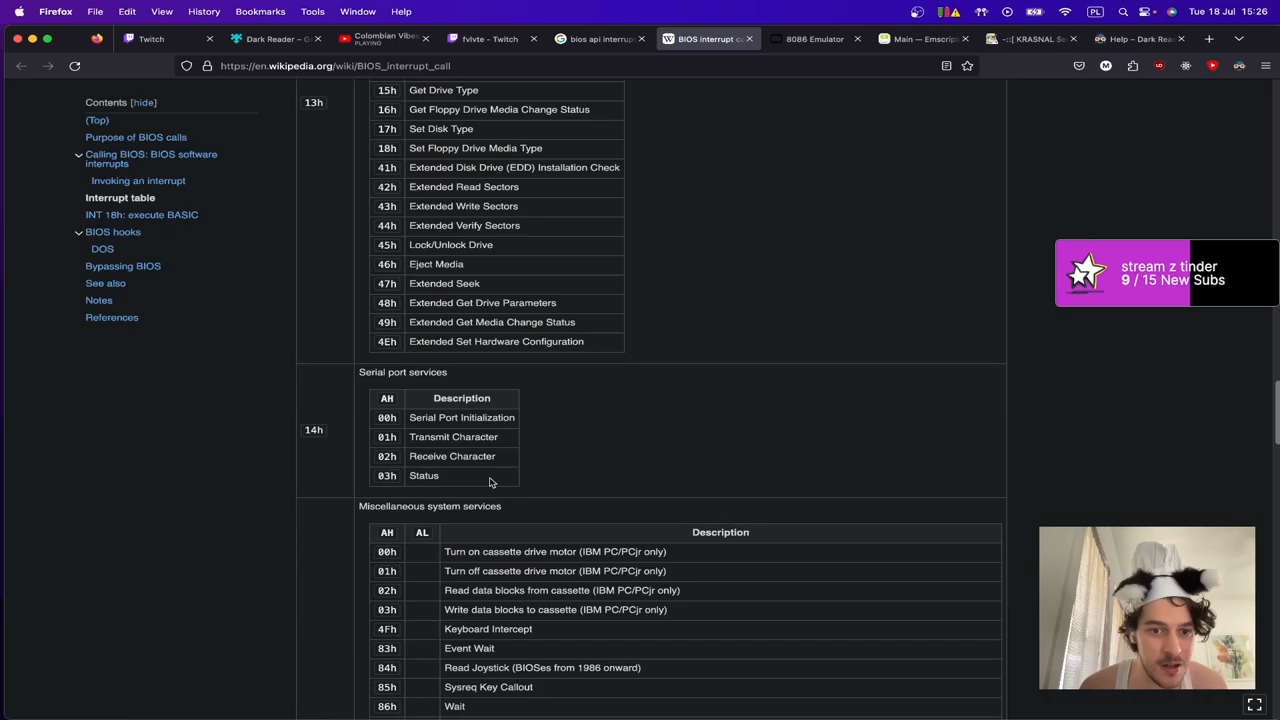 Firefox File Edit View History Bookmarks Tools Window Help PL Tue 18 Jul 15:26
Twitch Dark Reader – G Colombian Vibes PLAYING fvlvte - Twitch bios api interrupt BIOS interrupt ca 8086 Emulator Main — Emscript -::[ KRASNAL Se Help – Dark Rea
https://en.wikipedia.org/wiki/BIOS_interrupt_call
Contents [hide]
(Top)
Purpose of BIOS calls
Calling BIOS: BIOS software
interrupts
Invoking an interrupt
Interrupt table
INT 18h: execute BASIC
BIOS hooks
DOS
Bypassing BIOS
See also
Notes
References
13h
15h Get Drive Type
16h Get Floppy Drive Media Change Status
17h Set Disk Type
18h Set Floppy Drive Media Type
41h Extended Disk Drive (EDD) Installation Check
42h Extended Read Sectors
43h Extended Write Sectors
44h Extended Verify Sectors
45h Lock/Unlock Drive
46h Eject Media
47h Extended Seek
48h Extended Get Drive Parameters
49h Extended Get Media Change Status
4Eh Extended Set Hardware Configuration
14h
Serial port services
AH Description
00h Serial Port Initialization
01h Transmit Character
02h Receive Character
03h Status
Miscellaneous system services
AH AL Description
00h Turn on cassette drive motor (IBM PC/PCjr only)
01h Turn off cassette drive motor (IBM PC/PCjr only)
02h Read data blocks from cassette (IBM PC/PCjr only)
03h Write data blocks to cassette (IBM PC/PCjr only)
4Fh Keyboard Intercept
83h Event Wait
84h Read Joystick (BIOSes from 1986 onward)
85h Sysreq Key Callout
86h Wait
stream z tinder
9 / 15 New Subs